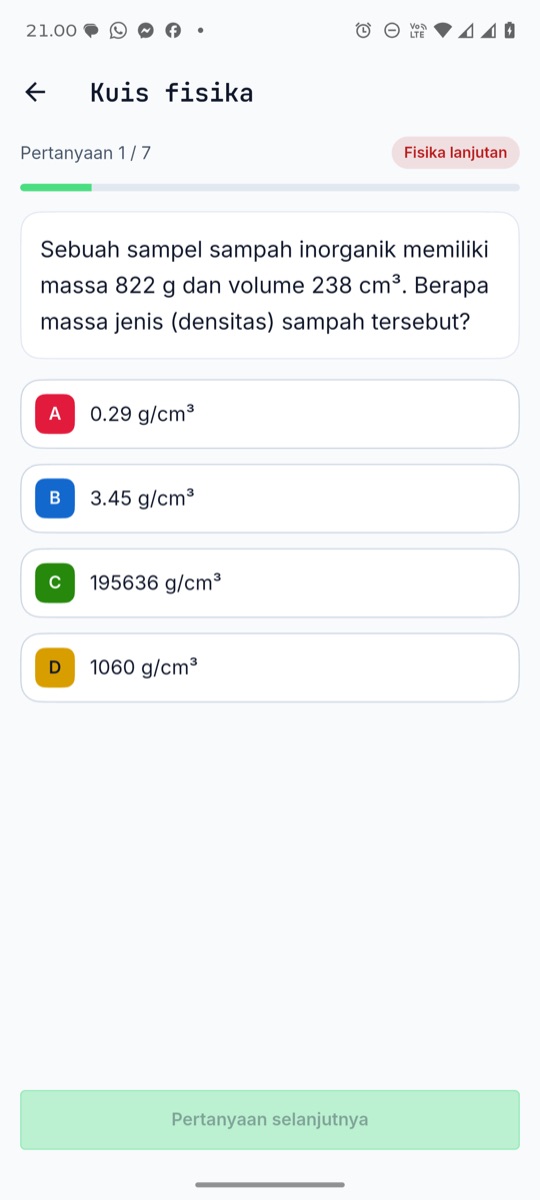 21.00
Vo))
LTE
Kuis fisika
Pertanyaan 1 / 7
Fisika lanjutan
Sebuah sampel sampah inorganik memiliki
massa 822 g dan volume 238 cm³. Berapa
massa jenis (densitas) sampah tersebut?
A 0.29 g/cm³
B 3.45 g/cm³
C 195636 g/cm³
D 1060 g/cm³
Pertanyaan selanjutnya